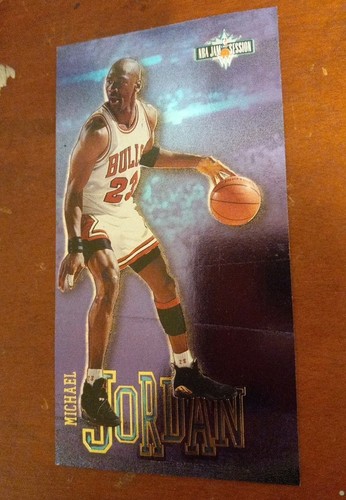 NBA JAM SESSION
BULLS
23
MICHAEL
JORDAN